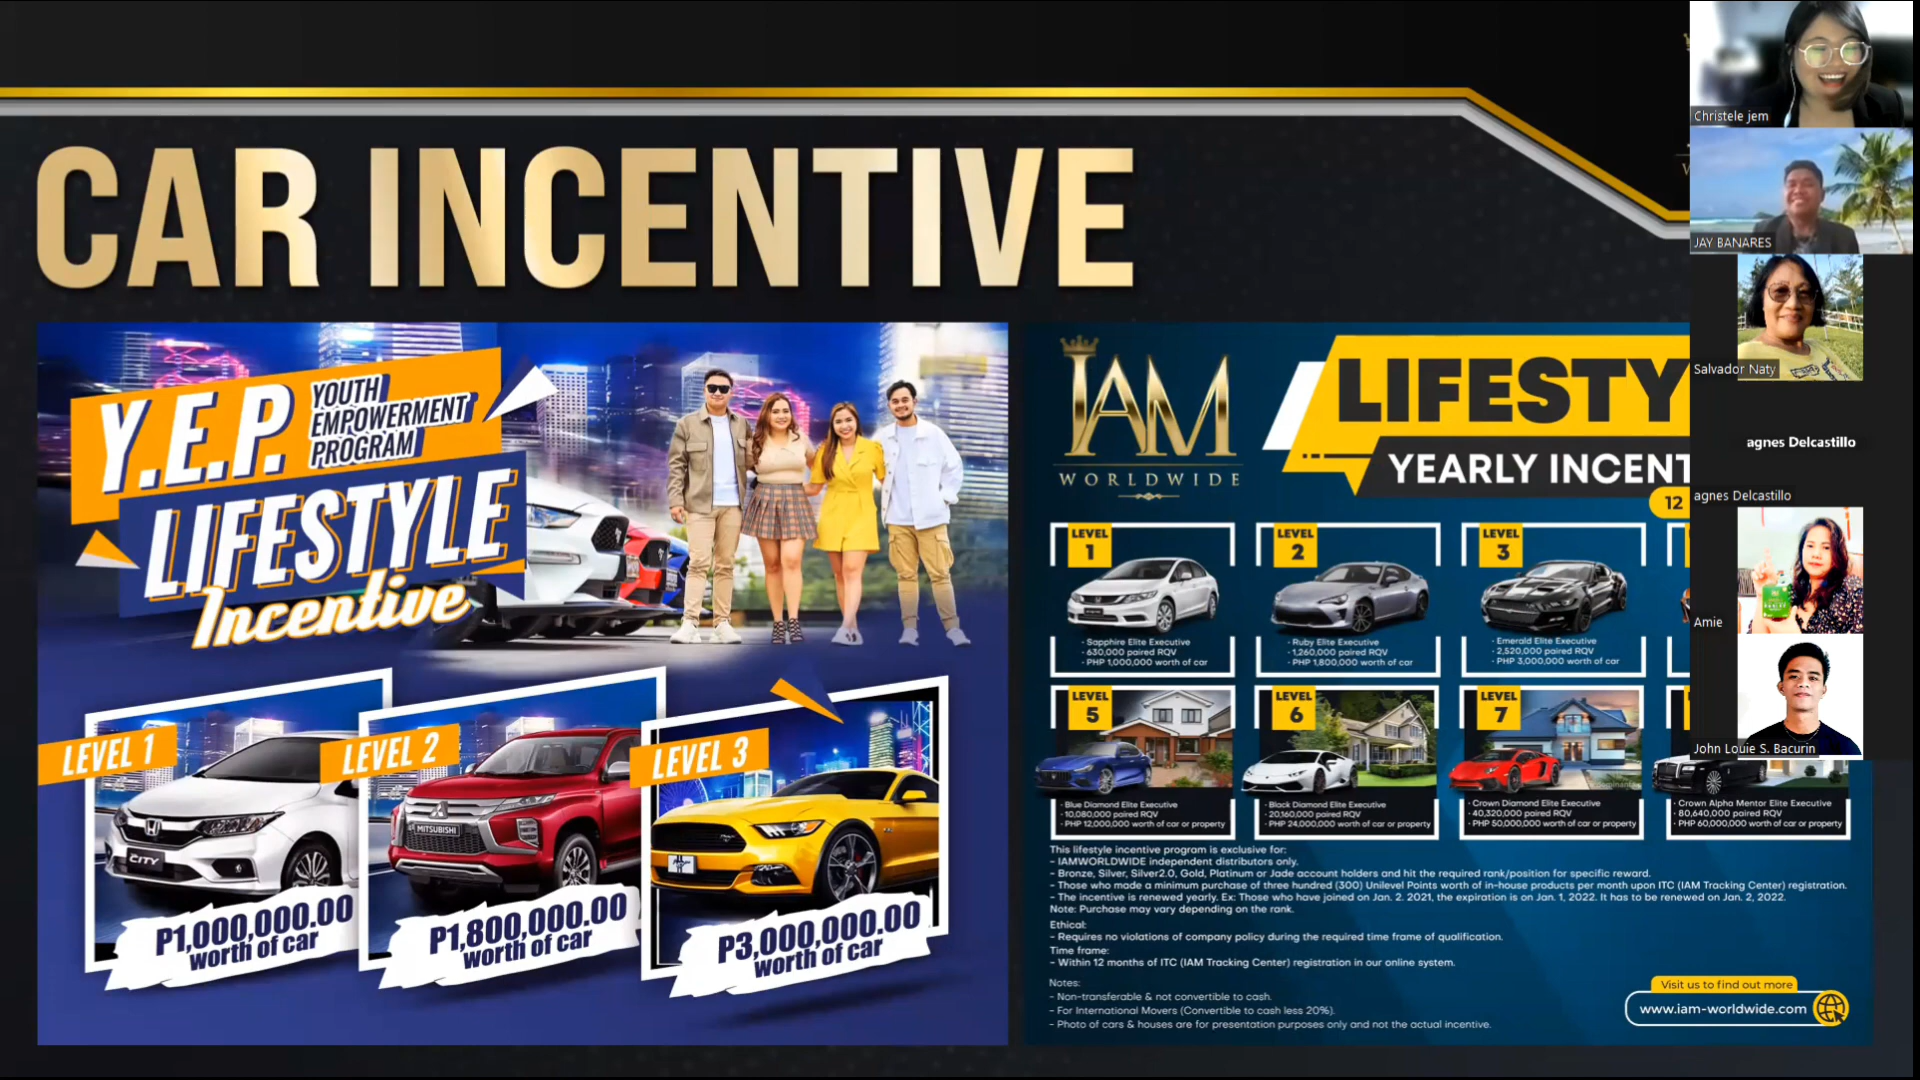 CAR INCENTIVE
Y.E.P. YOUTH
EMPOWERMENT
PROGRAM
LIFESTYLE
Incentive
LEVEL 1
CITY
P1,000,000.00
worth of car
LEVEL 2
MITSUBISHI
P1,800,000.00
worth of car
LEVEL 3
P3,000,000.00
worth of car
IAM
WORLDWIDE
LIFESTY
YEARLY INCENT
12
LEVEL
1
· Sapphire Elite Executive
· 630,000 paired RQV
· PHP 1,000,000 worth of car
LEVEL
2
· Ruby Elite Executive
· 1,260,000 paired RQV
· PHP 1,800,000 worth of car
LEVEL
3
· Emerald Elite Executive
· 2,520,000 paired RQV
· PHP 3,000,000 worth of car
LEVEL
5
· Blue Diamond Elite Executive
· 10,080,000 paired RQV
· PHP 12,000,000 worth of car or property
LEVEL
6
· Black Diamond Elite Executive
· 20,160,000 paired RQV
· PHP 24,000,000 worth of car or property
LEVEL
7
· Crown Diamond Elite Executive
· 40,320,000 paired RQV
· PHP 50,000,000 worth of car or property
· Crown Alpha Mentor Elite Executive
· 80,640,000 paired RQV
· PHP 60,000,000 worth of car or property
This lifestyle incentive program is exclusive for:
- IAMWORLDWIDE independent distributors only.
- Bronze, Silver, Silver2.0, Gold, Platinum or Jade account holders and hit the required rank/position for specific reward.
- Those who made a minimum purchase of three hundred (300) Unilevel Points worth of in-house products per month upon ITC (IAM Tracking Center) registration.
- The incentive is renewed yearly. Ex: Those who have joined on Jan. 2. 2021, the expiration is on Jan. 1, 2022. It has to be renewed on Jan. 2, 2022.
Note: Purchase may vary depending on the rank.
Ethical:
- Requires no violations of company policy during the required time frame of qualification.
Time frame:
- Within 12 months of ITC (IAM Tracking Center) registration in our online system.
Notes:
- Non-transferable & not convertible to cash.
- For International Movers (Convertible to cash less 20%).
- Photo of cars & houses are for presentation purposes only and not the actual incentive.
Visit us to find out more
www.iam-worldwide.com
Christele jem
JAY BANARES
Salvador Naty
agnes Delcastillo
agnes Delcastillo
Amie
John Louie S. Bacurin